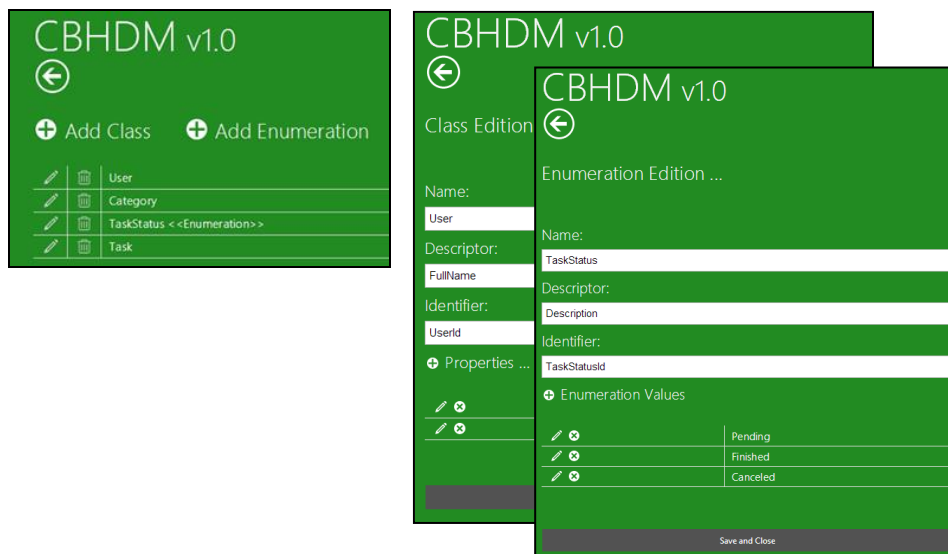 CBHDM v1.0
Add Class Add Enumeration
User
Category
TaskStatus <<Enumeration>>
Task
CBHDM v1.0
Class Edition
Name:
User
Descriptor:
FullName
Identifier:
UserId
Properties ...
CBHDM v1.0
Enumeration Edition ...
Name:
TaskStatus
Descriptor:
Description
Identifier:
TaskStatusId
Enumeration Values
Pending
Finished
Canceled
Save and Close